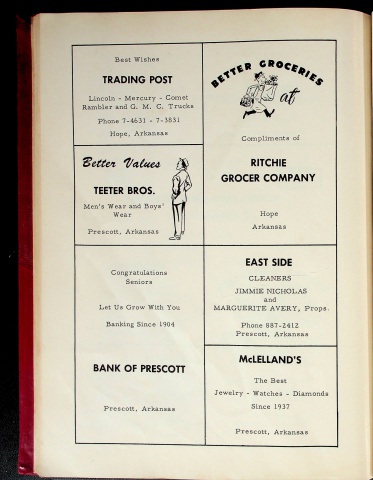 Best Wishes
TRADING POST
Lincoln - Mercury - Comet
Rambler and G. M. C. Trucks
Phone 7-4631 - 7-3831
Hope, Arkansas
BETTER GROCERIES
at
Compliments of
RITCHIE
GROCER COMPANY
Hope
Arkansas
Better Values
TEETER BROS.
Men's Wear and Boys'
Wear
Prescott, Arkansas
Congratulations
Seniors
Let Us Grow With You
Banking Since 1904
BANK OF PRESCOTT
Prescott, Arkansas
EAST SIDE
CLEANERS
JIMMIE NICHOLAS
and
MARGUERITE AVERY, Props.
Phone 887-2412
Prescott, Arkansas
McLELLAND'S
The Best
Jewelry - Watches - Diamonds
Since 1937
Prescott, Arkansas